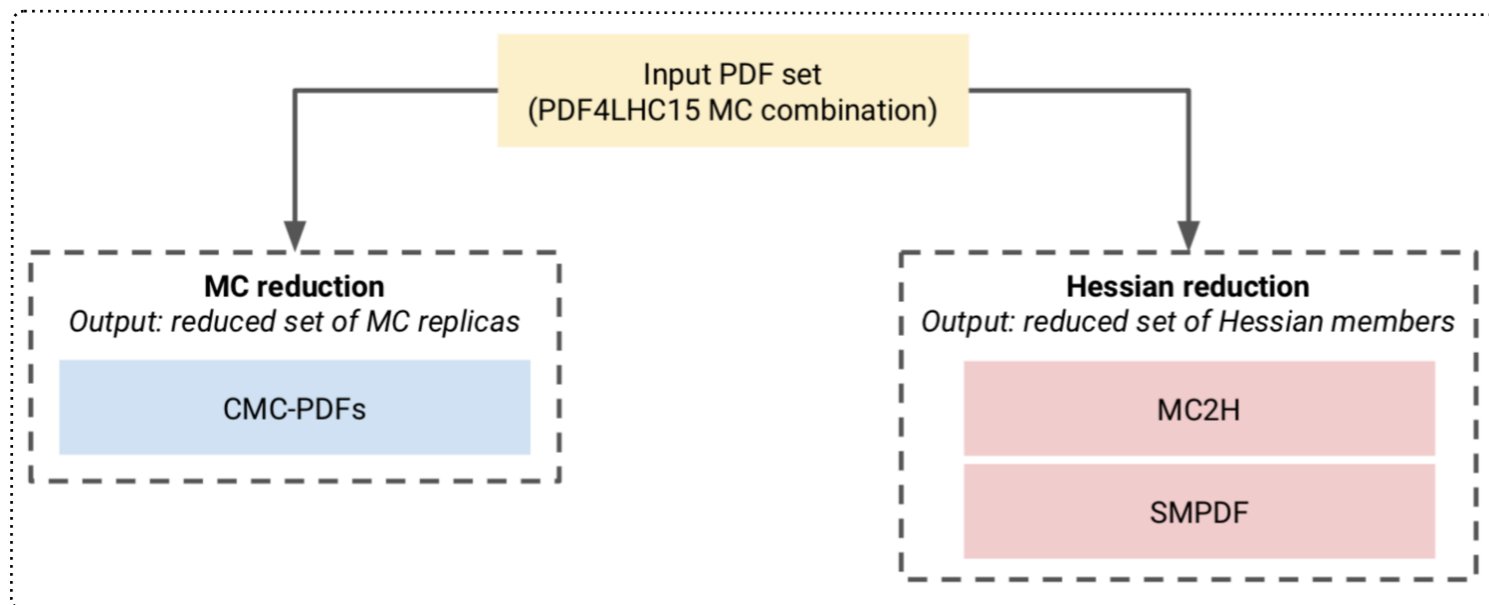 Input PDF set
(PDF4LHC15 MC combination)
MC reduction
Output: reduced set of MC replicas
CMC-PDFs
Hessian reduction
Output: reduced set of Hessian members
MC2H
SMPDF